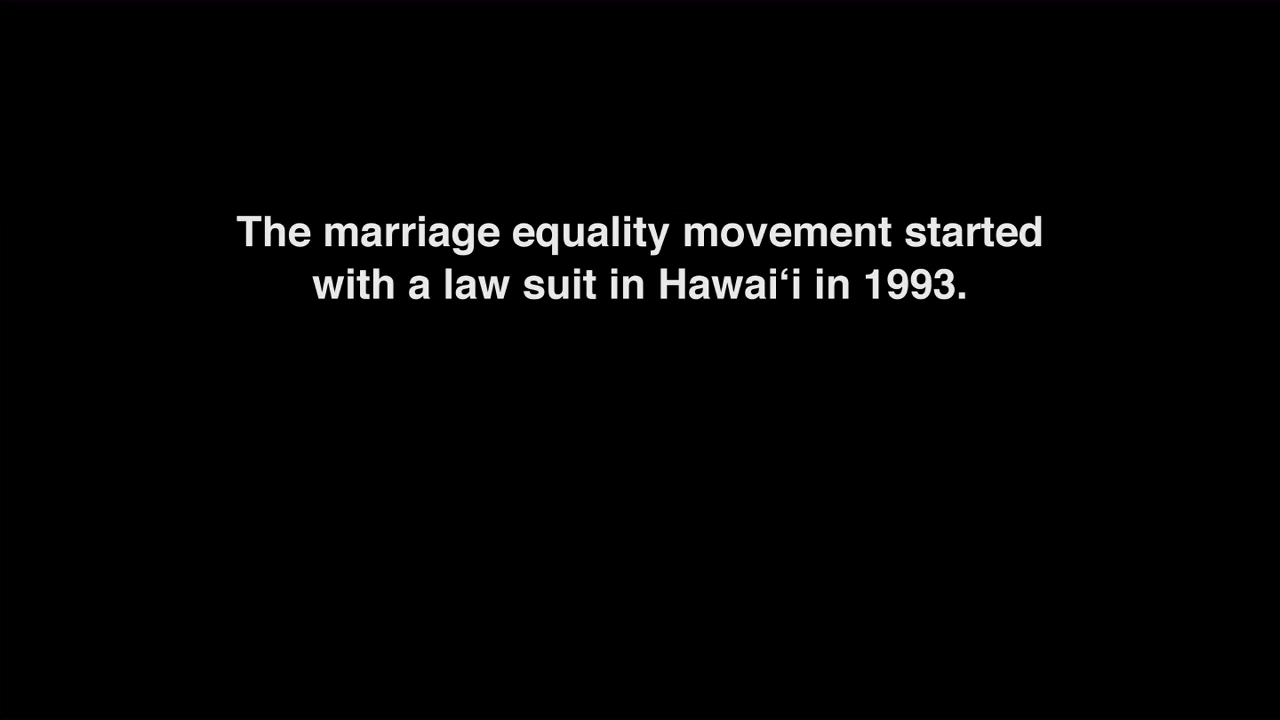 The marriage equality movement started
with a law suit in Hawai‘i in 1993.